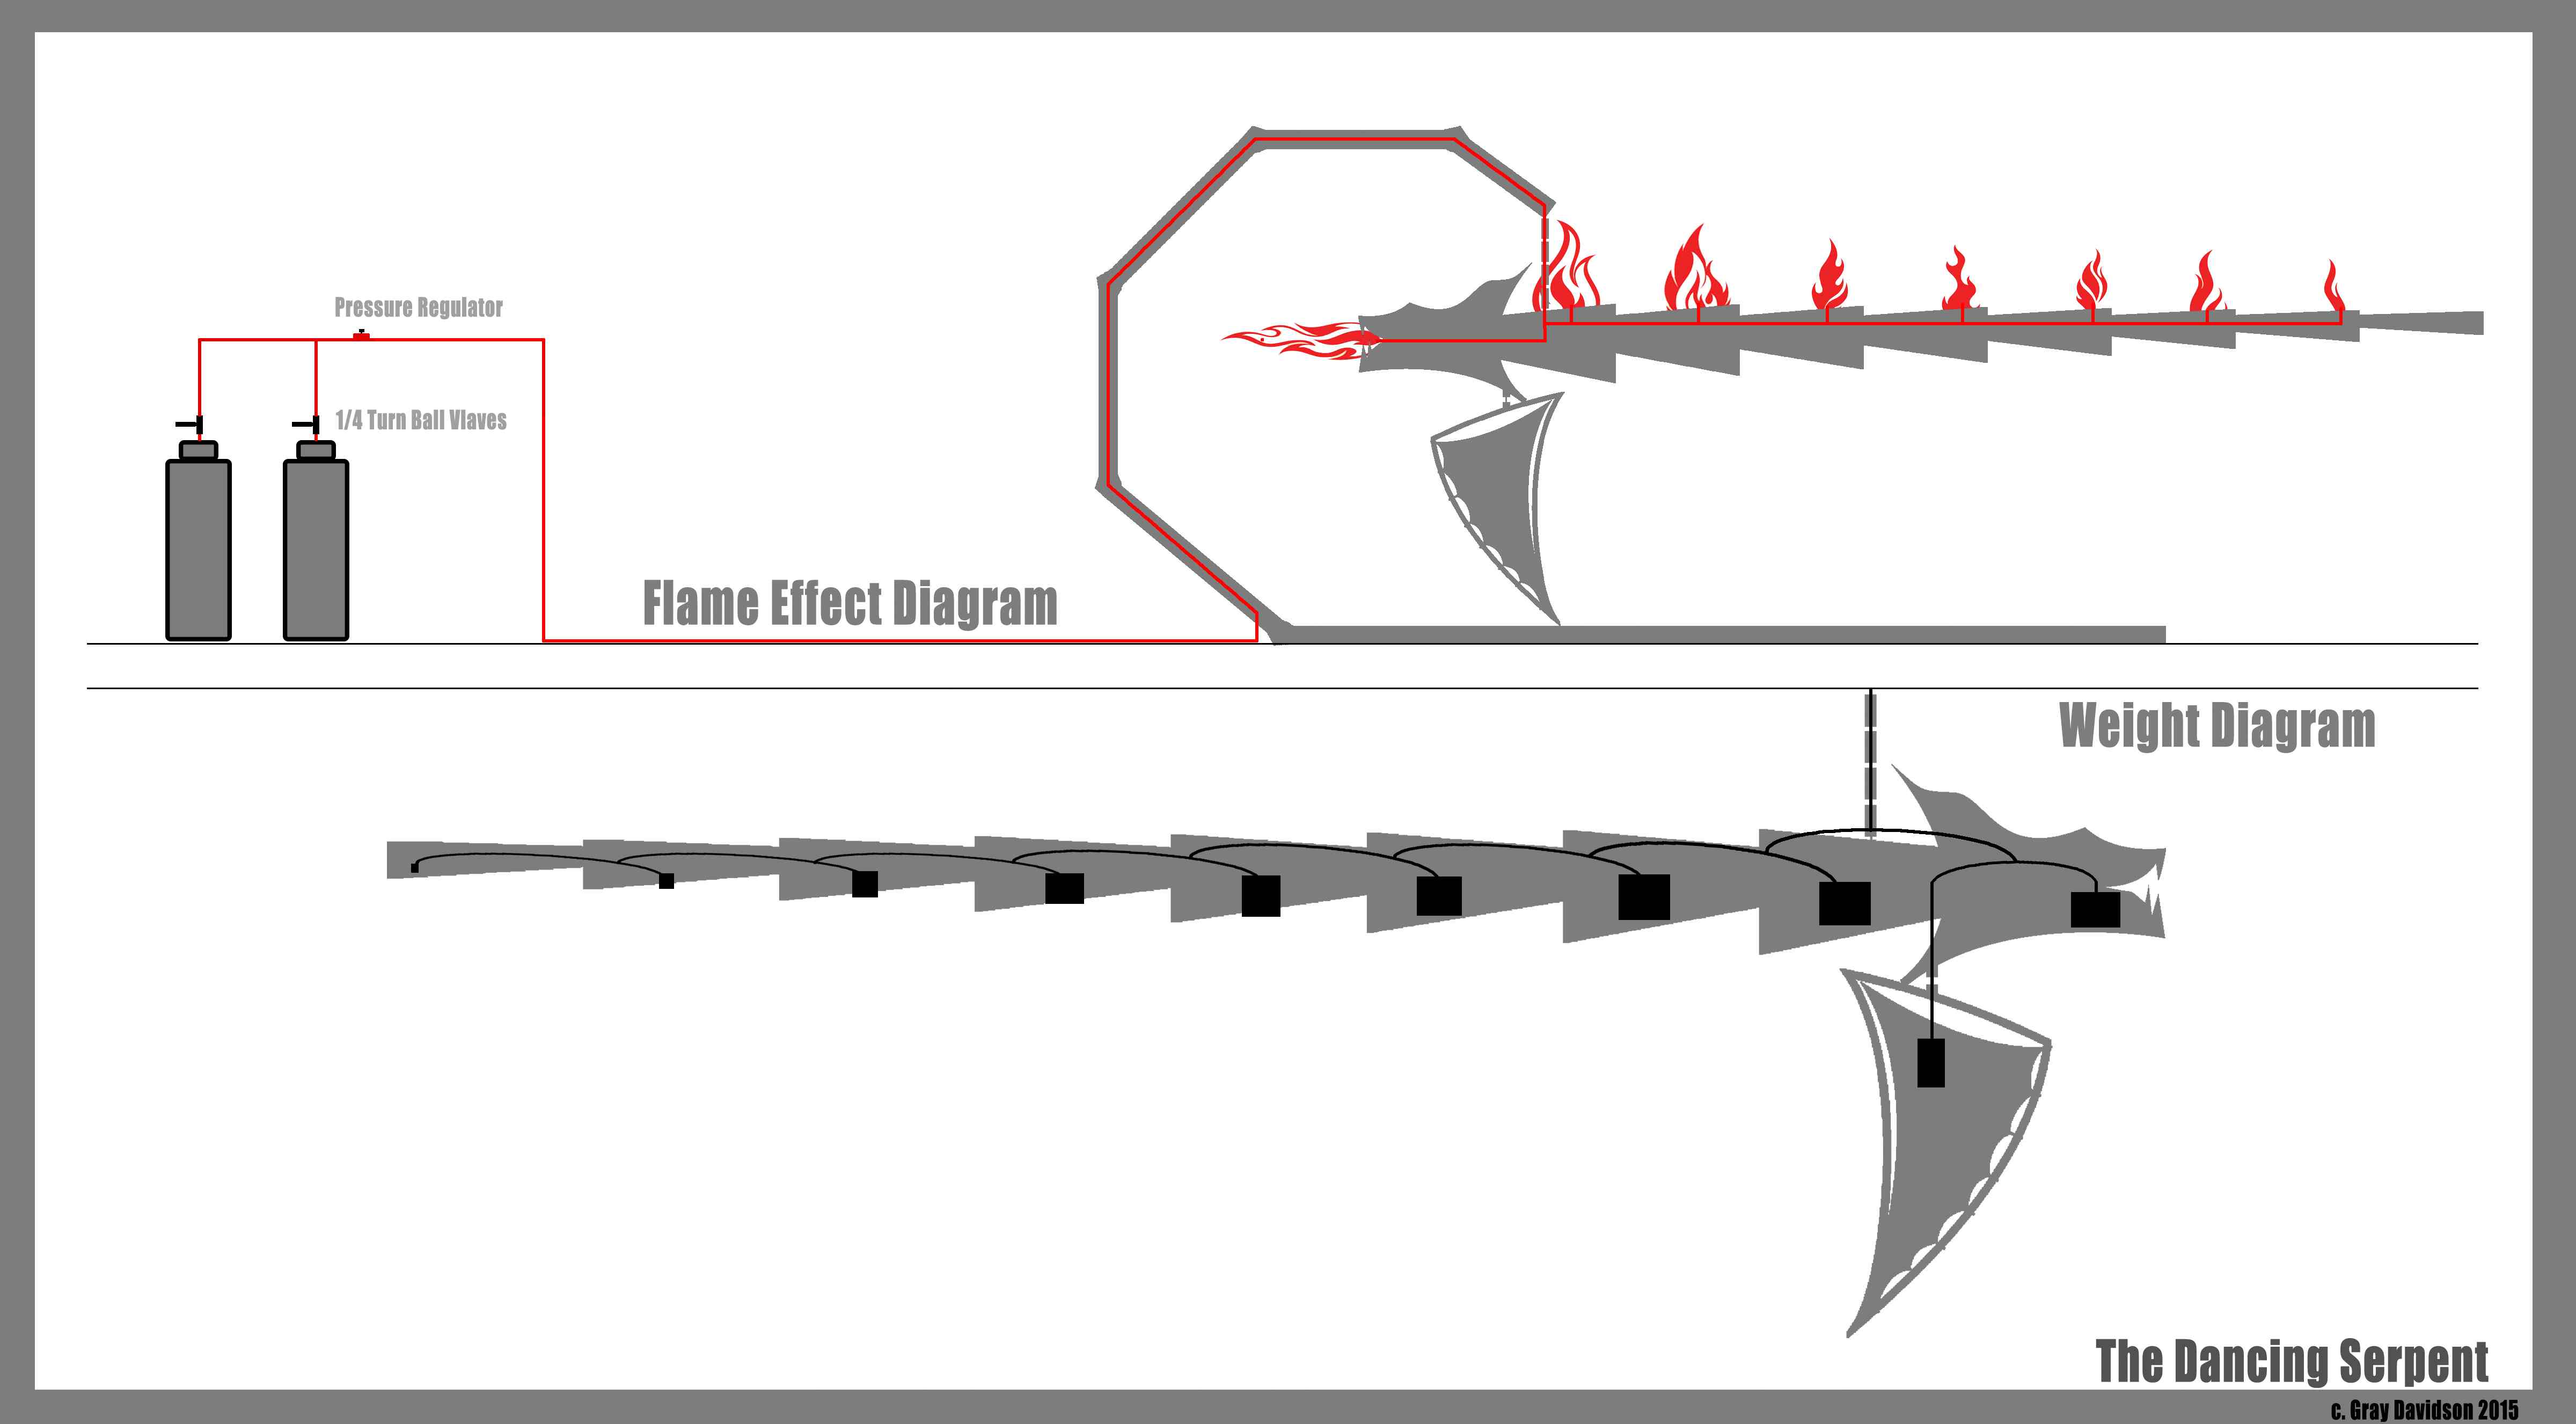 Pressure Regulator
1/4 Turn Ball Vlaves
Flame Effect Diagram
Weight Diagram
The Dancing Serpent
c. Gray Davidson 2015